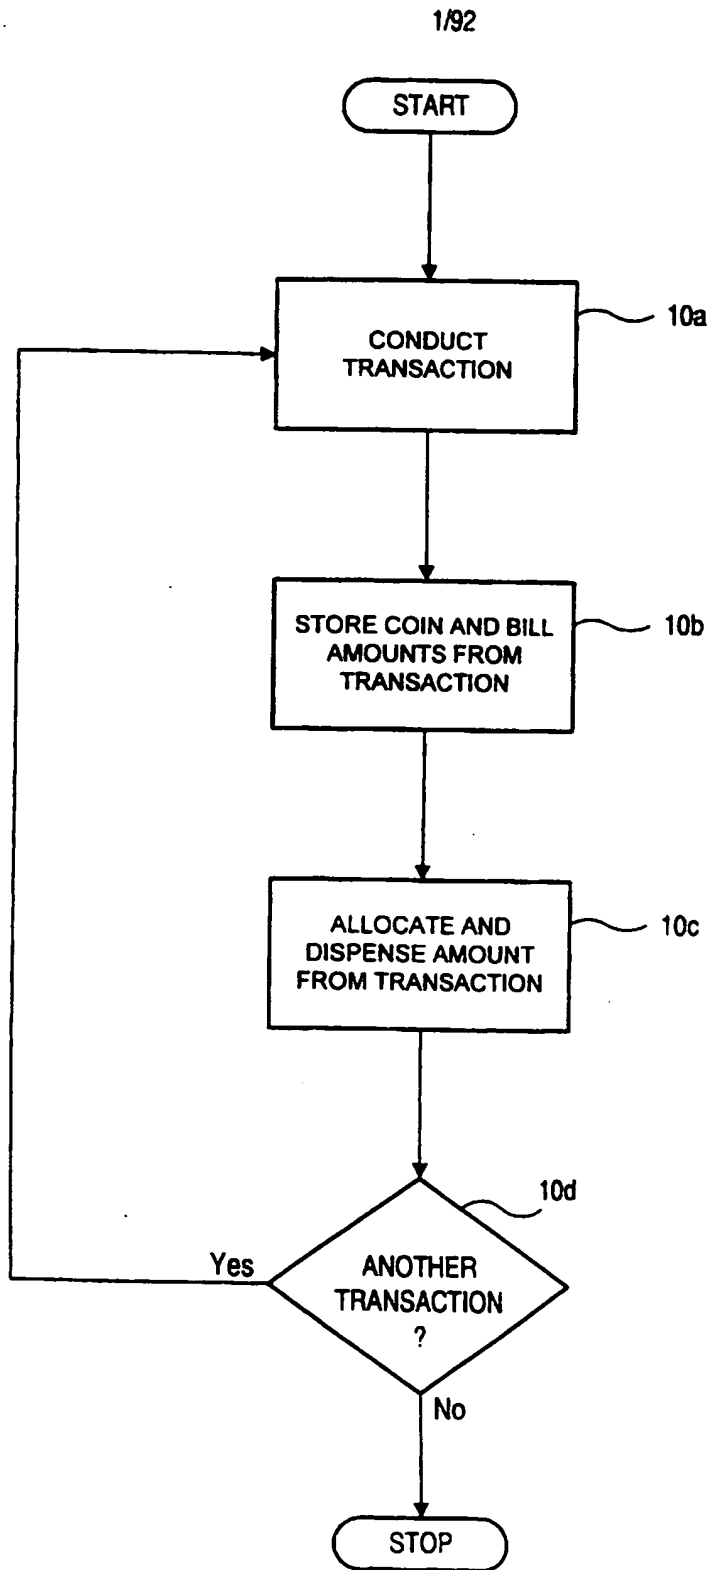 1/92
START
CONDUCT
TRANSACTION
10a
STORE COIN AND BILL
AMOUNTS FROM
TRANSACTION
10b
ALLOCATE AND
DISPENSE AMOUNT
FROM TRANSACTION
10c
10d
ANOTHER
TRANSACTION
?
Yes
No
STOP